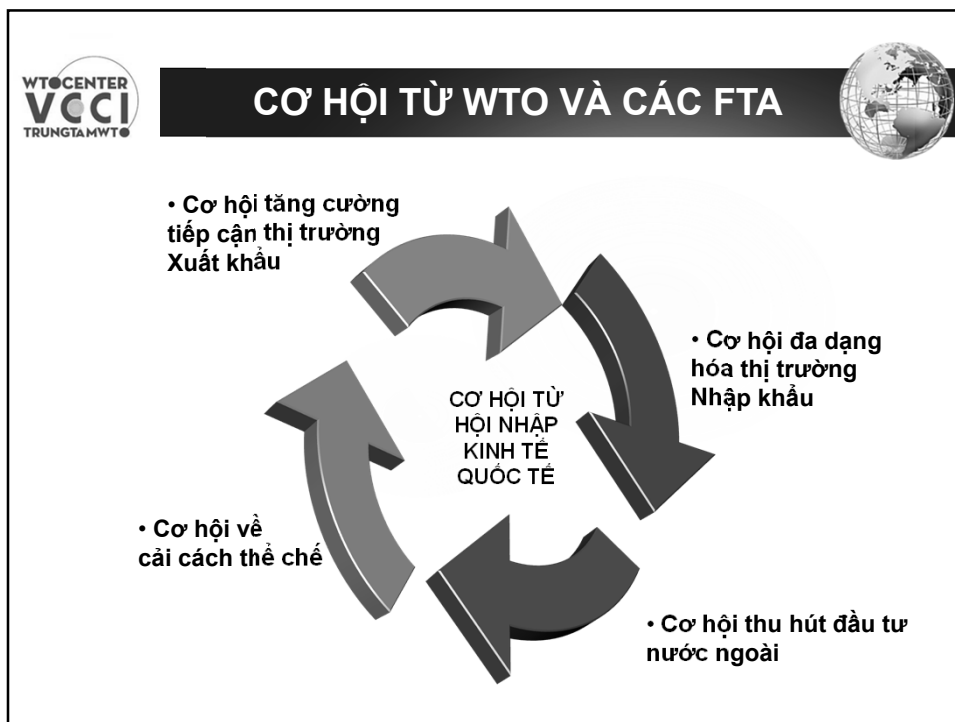 WTO CENTER
VCCI
TRUNGTAMWTO
CƠ HỘI TỪ WTO VÀ CÁC FTA
• Cơ hội tăng cường
tiếp cận thị trường
Xuất khẩu
• Cơ hội đa dạng
hóa thị trường
Nhập khẩu
CƠ HỘI TỪ
HỘI NHẬP
KINH TẾ
QUỐC TẾ
• Cơ hội về
cải cách thể chế
• Cơ hội thu hút đầu tư
nước ngoài